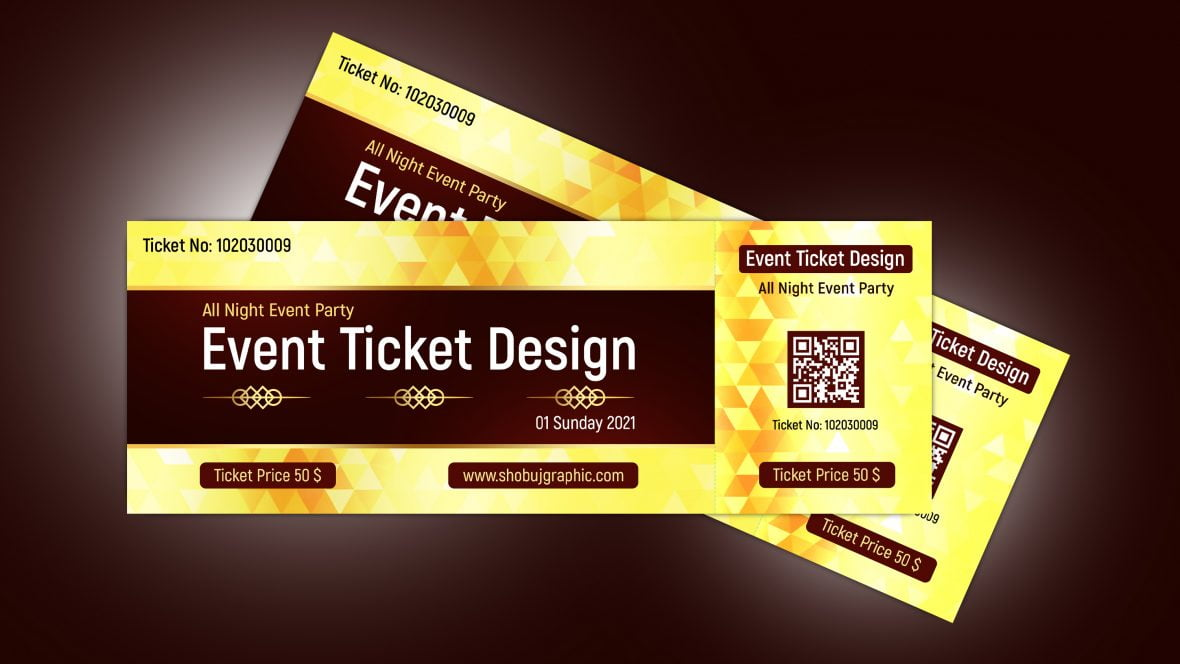 Ticket No: 102030009
All Night Event Party
Event
Ticket No: 102030009
All Night Event Party
Event Ticket Design
01 Sunday 2021
Ticket Price 50 $
www.shobujgraphic.com
Event Ticket Design
All Night Event Party
Ticket No: 102030009
Ticket Price 50 $
Ticket Design
Event Party
Ticket Price 50 $